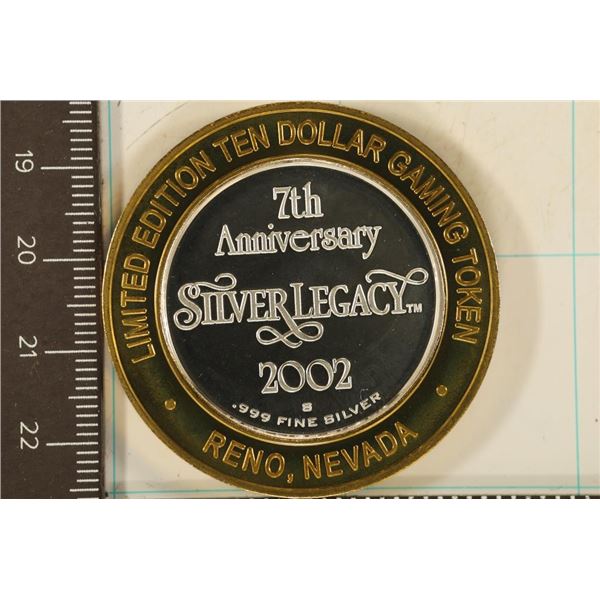 LIMITED EDITION TEN DOLLAR GAMING TOKEN
7th
Anniversary
SILVER LEGACY™
2002
S
.999 FINE SILVER
• RENO, NEVADA •
19
20
21
22